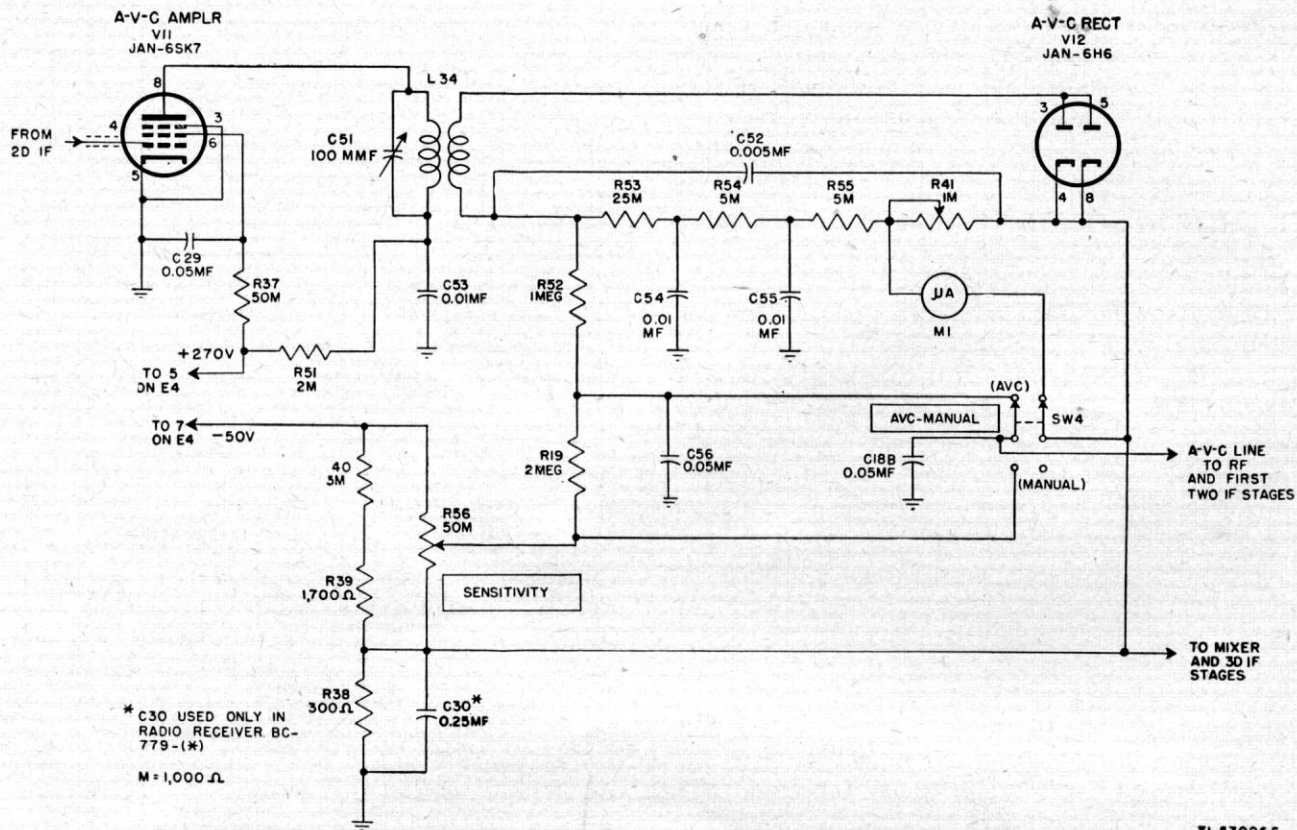 A-V-C AMPLR
V11
JAN-6SK7
8
4
3
6
5
FROM
2D IF
L34
C51
100 MMF
C29
0.05MF
R37
50M
C53
0.01MF
+270V
R51
2M
TO 5
ON E4
A-V-C RECT
V12
JAN-6H6
3
5
4
8
C52
0.005MF
R53
25M
R54
5M
R55
5M
R41
1M
R52
1MEG
C54
0.01
MF
C55
0.01
MF
μA
M1
(AVC)
AVC-MANUAL
SW4
C18B
0.05MF
(MANUAL)
A-V-C LINE
TO RF
AND FIRST
TWO IF STAGES
TO 7
ON E4
-50V
40
3M
R56
50M
R19
2MEG
C56
0.05MF
SENSITIVITY
R39
1,700Ω
R38
300Ω
C30*
0.25MF
TO MIXER
AND 3D IF
STAGES
* C30 USED ONLY IN
RADIO RECEIVER BC-
779-(*)
M=1,000Ω